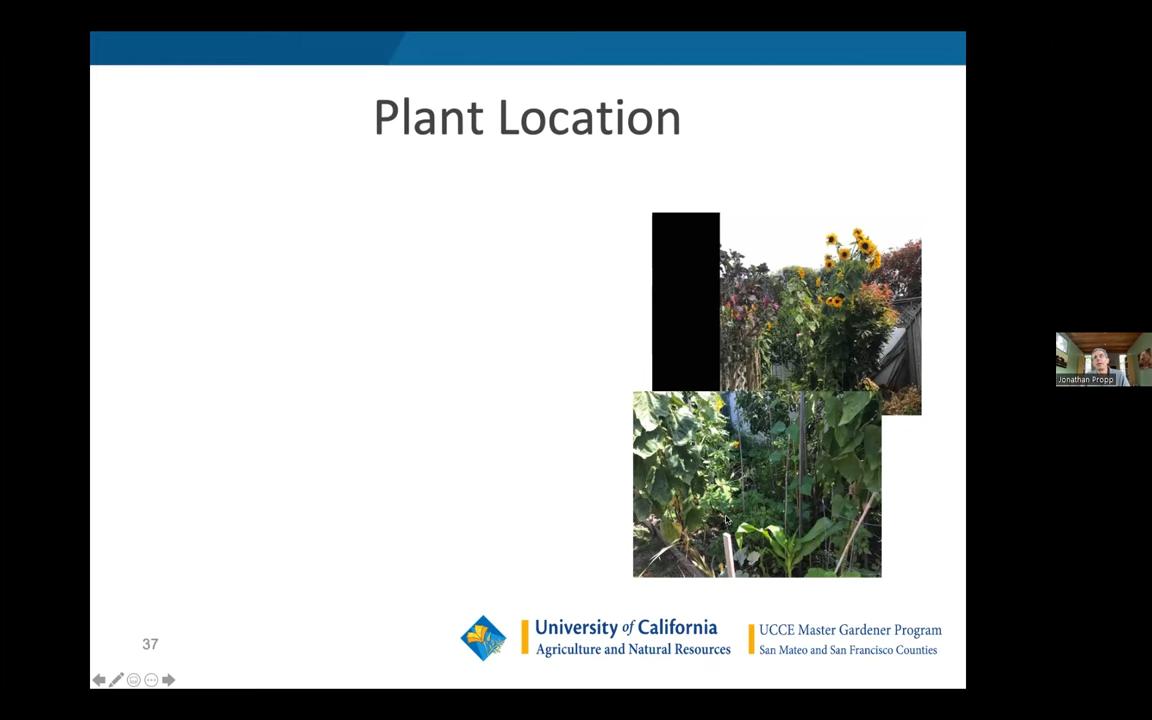 Plant Location
Jonathan Propp
37
University of California
Agriculture and Natural Resources
UCCE Master Gardener Program
San Mateo and San Francisco Counties